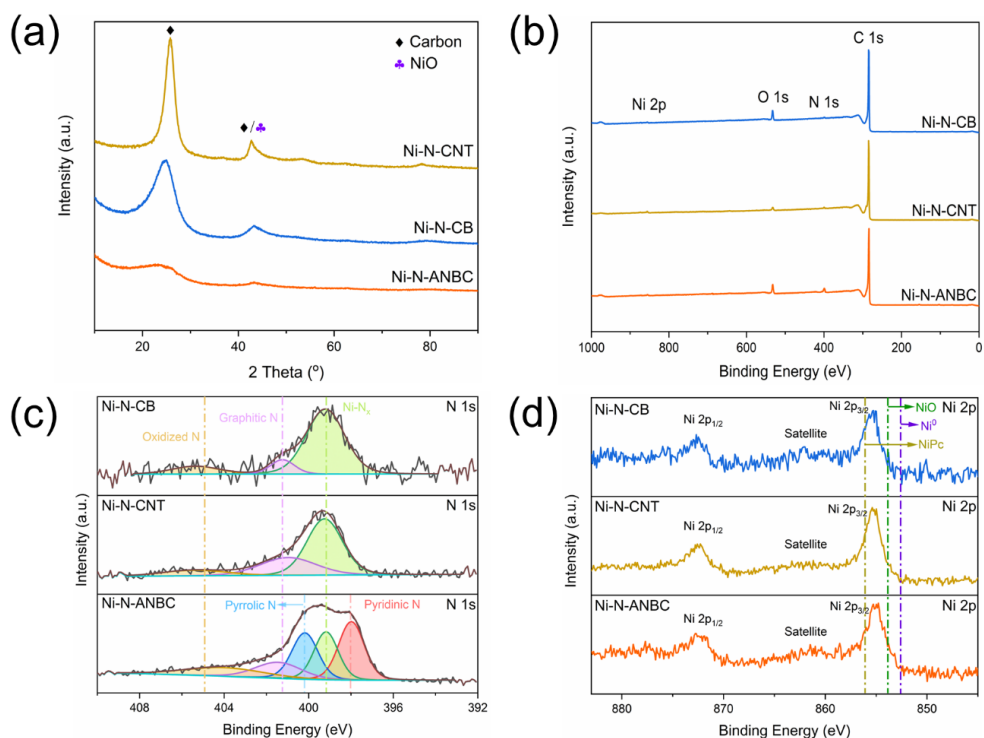 (a)
♦ Carbon
♣ NiO
♦ / ♣
Ni-N-CNT
Ni-N-CB
Ni-N-ANBC
Intensity (a.u.)
20 40 60 80
2 Theta (º)
(b)
C 1s
Ni 2p
O 1s
N 1s
Ni-N-CB
Ni-N-CNT
Ni-N-ANBC
Intensity (a.u.)
1000 800 600 400 200 0
Binding Energy (eV)
(c)
Ni-N-CB
N 1s
Oxidized N
Graphitic N
Ni-Nₓ
Ni-N-CNT
N 1s
Ni-N-ANBC
N 1s
Pyrrolic N
Pyridinic N
Intensity (a.u.)
408 404 400 396 392
Binding Energy (eV)
(d)
Ni-N-CB
Ni 2p
Ni 2p₁/₂
Satellite
Ni 2p₃/₂
NiO
Ni⁰
NiPc
Ni-N-CNT
Ni 2p
Ni 2p₁/₂
Satellite
Ni 2p₃/₂
Ni-N-ANBC
Ni 2p
Ni 2p₁/₂
Satellite
Ni 2p₃/₂
Intensity (a.u.)
880 870 860 850
Binding Energy (eV)